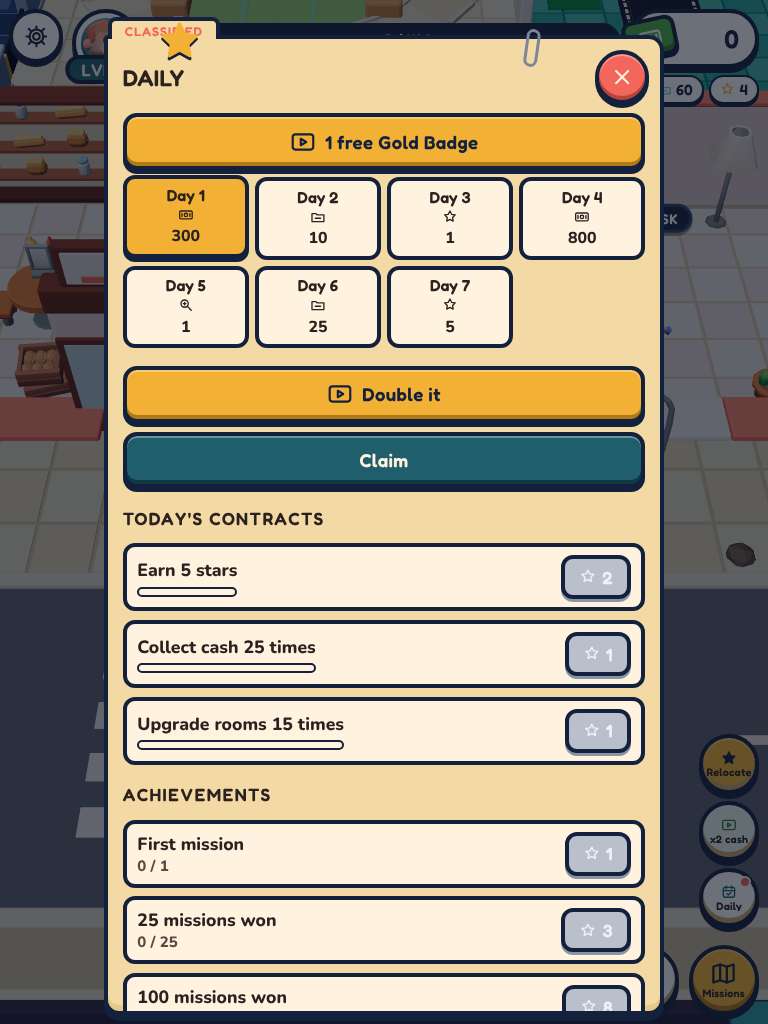 CLASSIFIED
0
LV
60
4
DAILY
1 free Gold Badge
Day 1
300
Day 2
10
Day 3
1
Day 4
800
SK
Day 5
1
Day 6
25
Day 7
5
Double it
Claim
TODAY'S CONTRACTS
Earn 5 stars
2
Collect cash 25 times
1
Upgrade rooms 15 times
1
Relocate
ACHIEVEMENTS
x2 cash
First mission
0 / 1
1
Daily
25 missions won
0 / 25
3
Missions
100 missions won
8